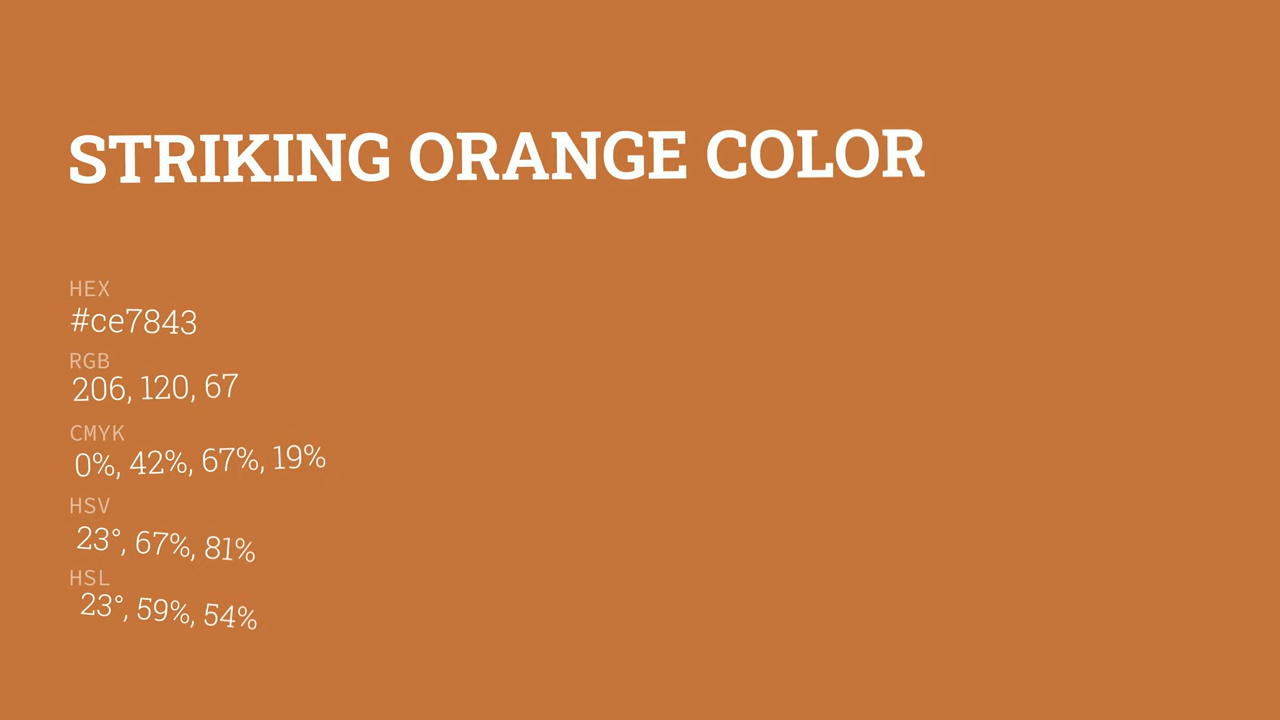 STRIKING ORANGE COLOR
HEX
#ce7843
RGB
206, 120, 67
CMYK
0%, 42%, 67%, 19%
HSV
23°, 67%, 81%
HSL
23°, 59%, 54%